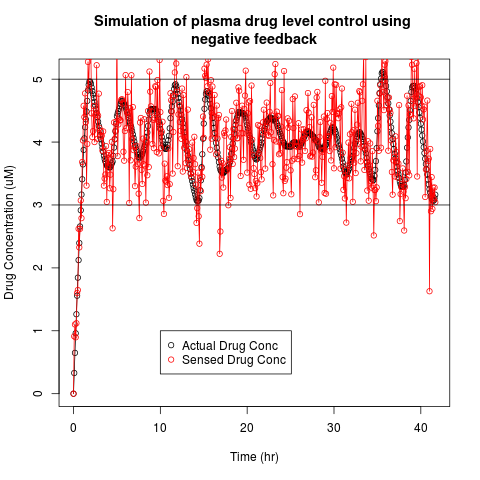 Simulation of plasma drug level control using
negative feedback
Drug Concentration (uM)
5
4
3
2
1
0
Actual Drug Conc
Sensed Drug Conc
0 10 20 30 40
Time (hr)